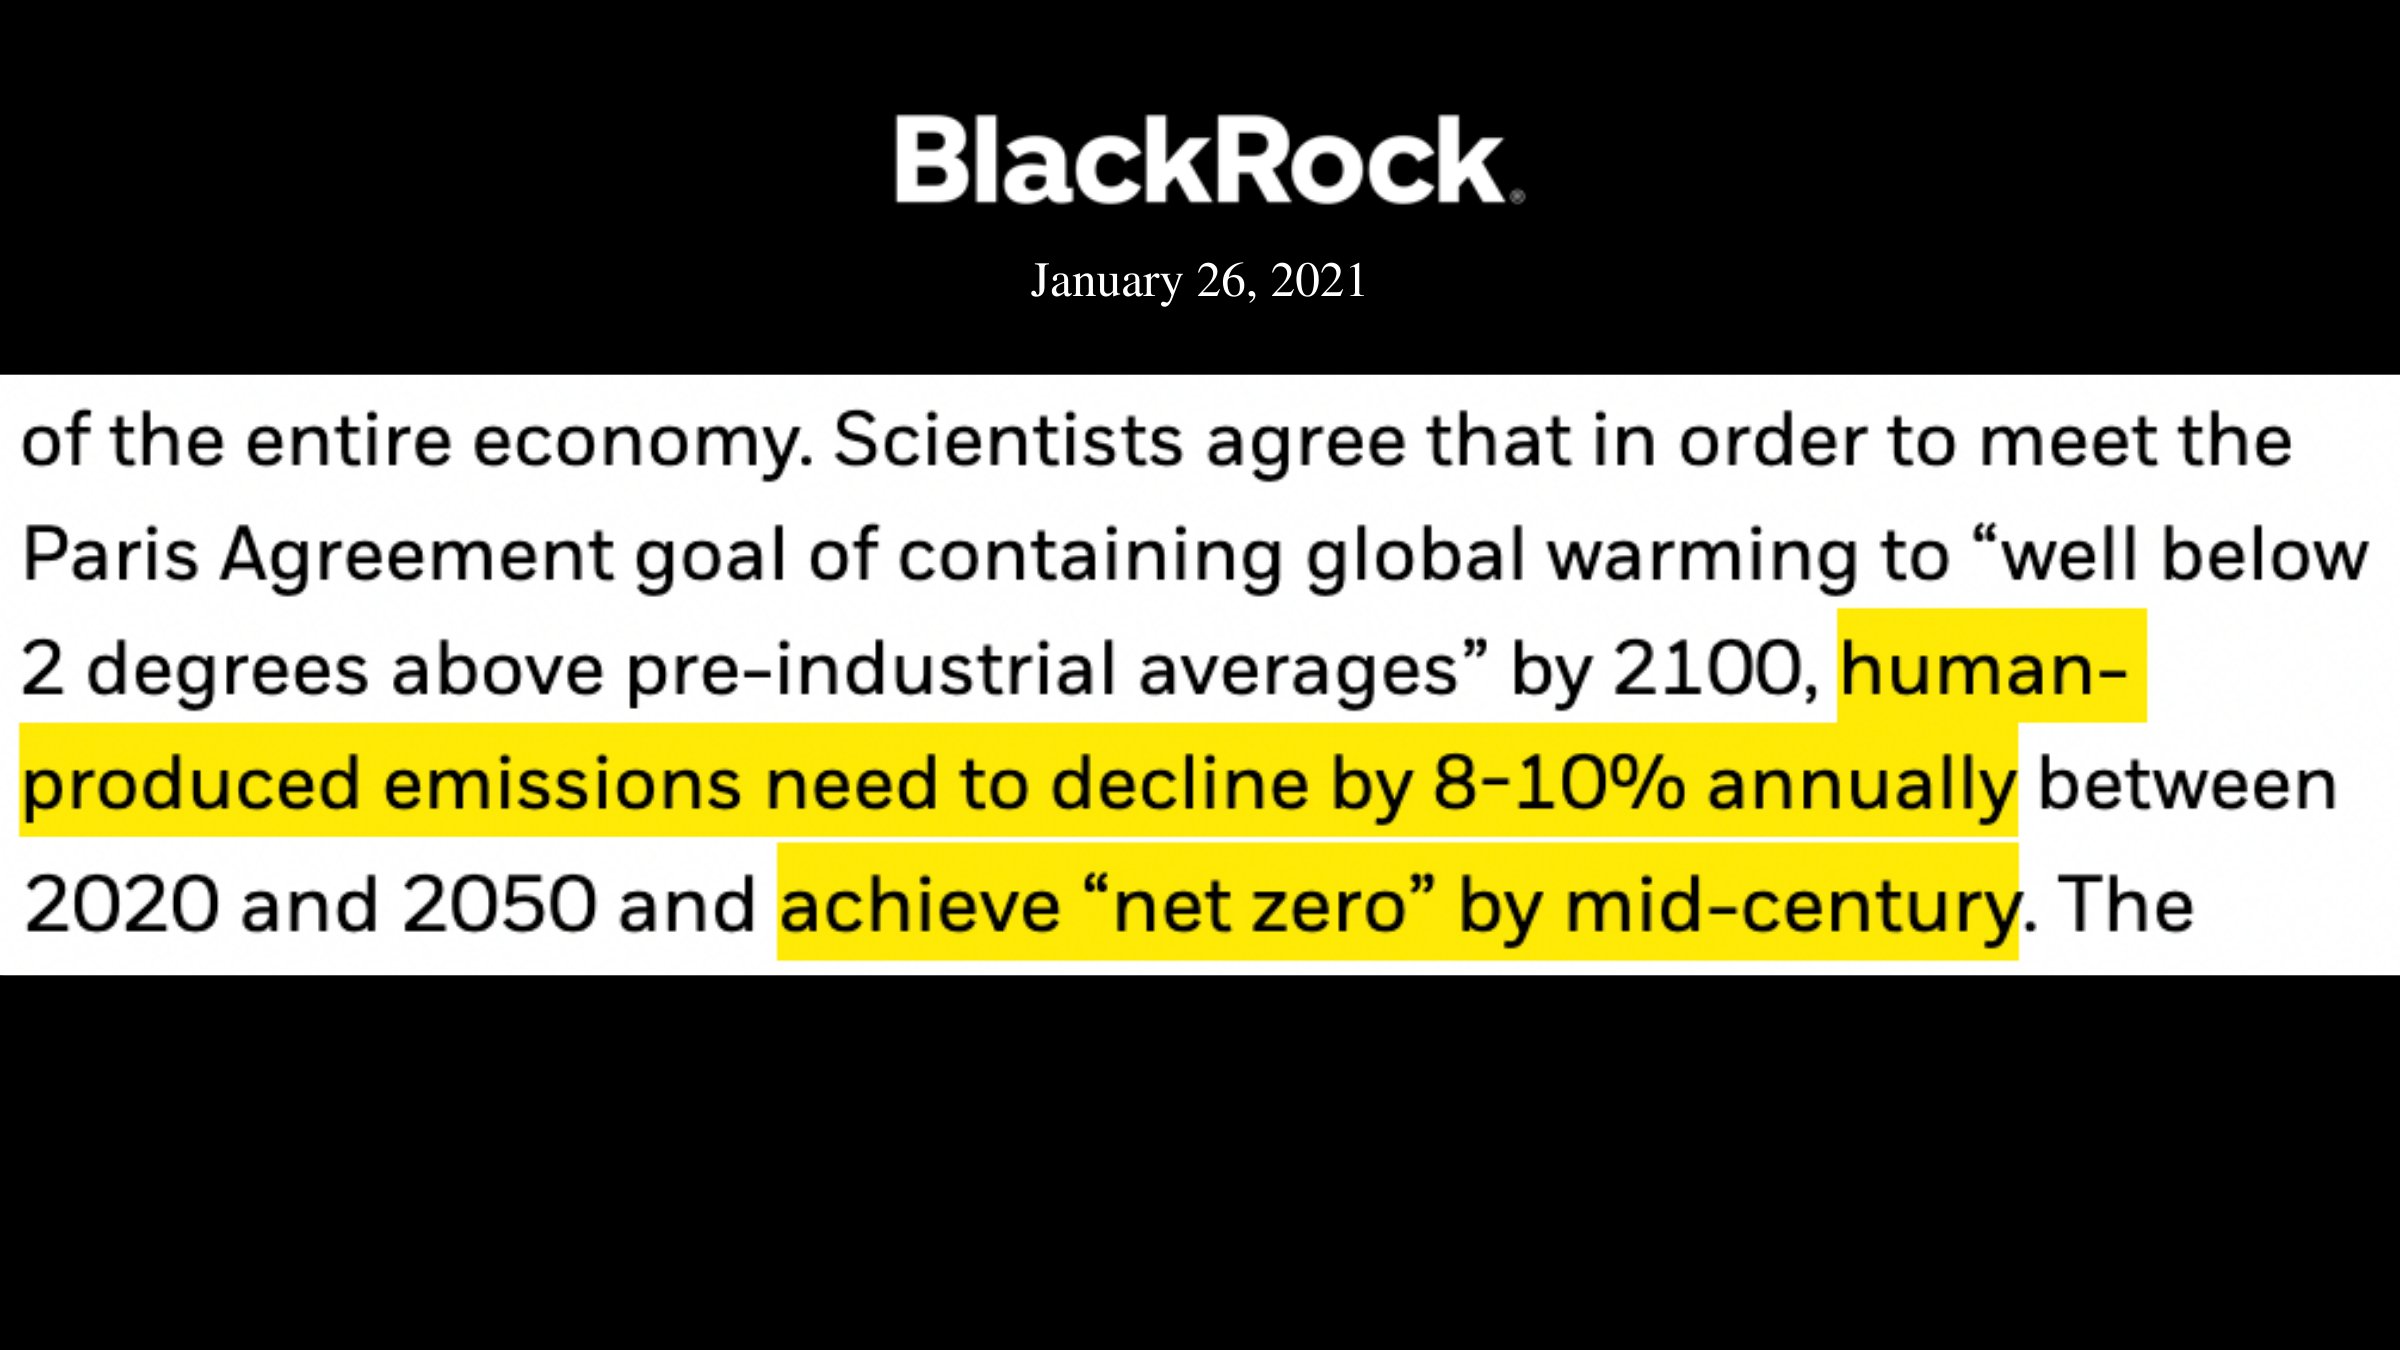 BlackRock®
January 26, 2021
of the entire economy. Scientists agree that in order to meet the
Paris Agreement goal of containing global warming to “well below
2 degrees above pre-industrial averages” by 2100, human-
produced emissions need to decline by 8-10% annually between
2020 and 2050 and achieve “net zero” by mid-century. The